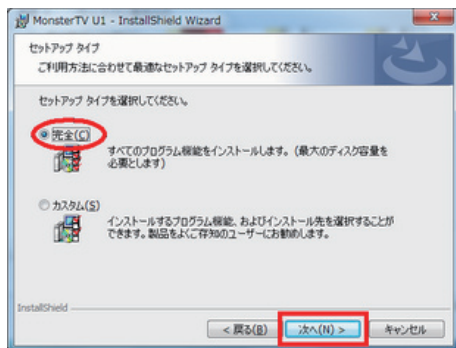 MonsterTV U1 - InstallShield Wizard
セットアップ タイプ
ご利用方法に合わせて最適なセットアップ タイプを選択してください。
セットアップ タイプを選択してください。
完全(C)
すべてのプログラム機能をインストールします。(最大のディスク容量を
必要とします)
カスタム(S)
インストールするプログラム機能、およびインストール先を選択することが
できます。製品をよくご存知のユーザーにお勧めします。
InstallShield
< 戻る(B)
次へ(N) >
キャンセル